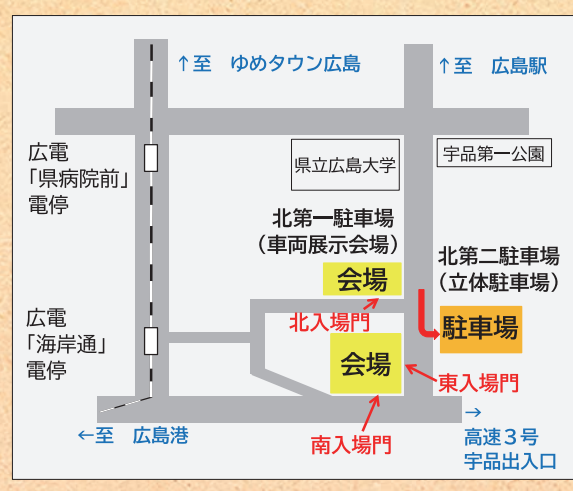 ↑至　ゆめタウン広島
↑至　広島駅
広電
「県病院前」
電停
県立広島大学
宇品第一公園
北第一駐車場
（車両展示会場）
会場
北第二駐車場
（立体駐車場）
北入場門
駐車場
広電
「海岸通」
電停
会場
東入場門
←至　広島港
南入場門
→
高速３号
宇品出入口